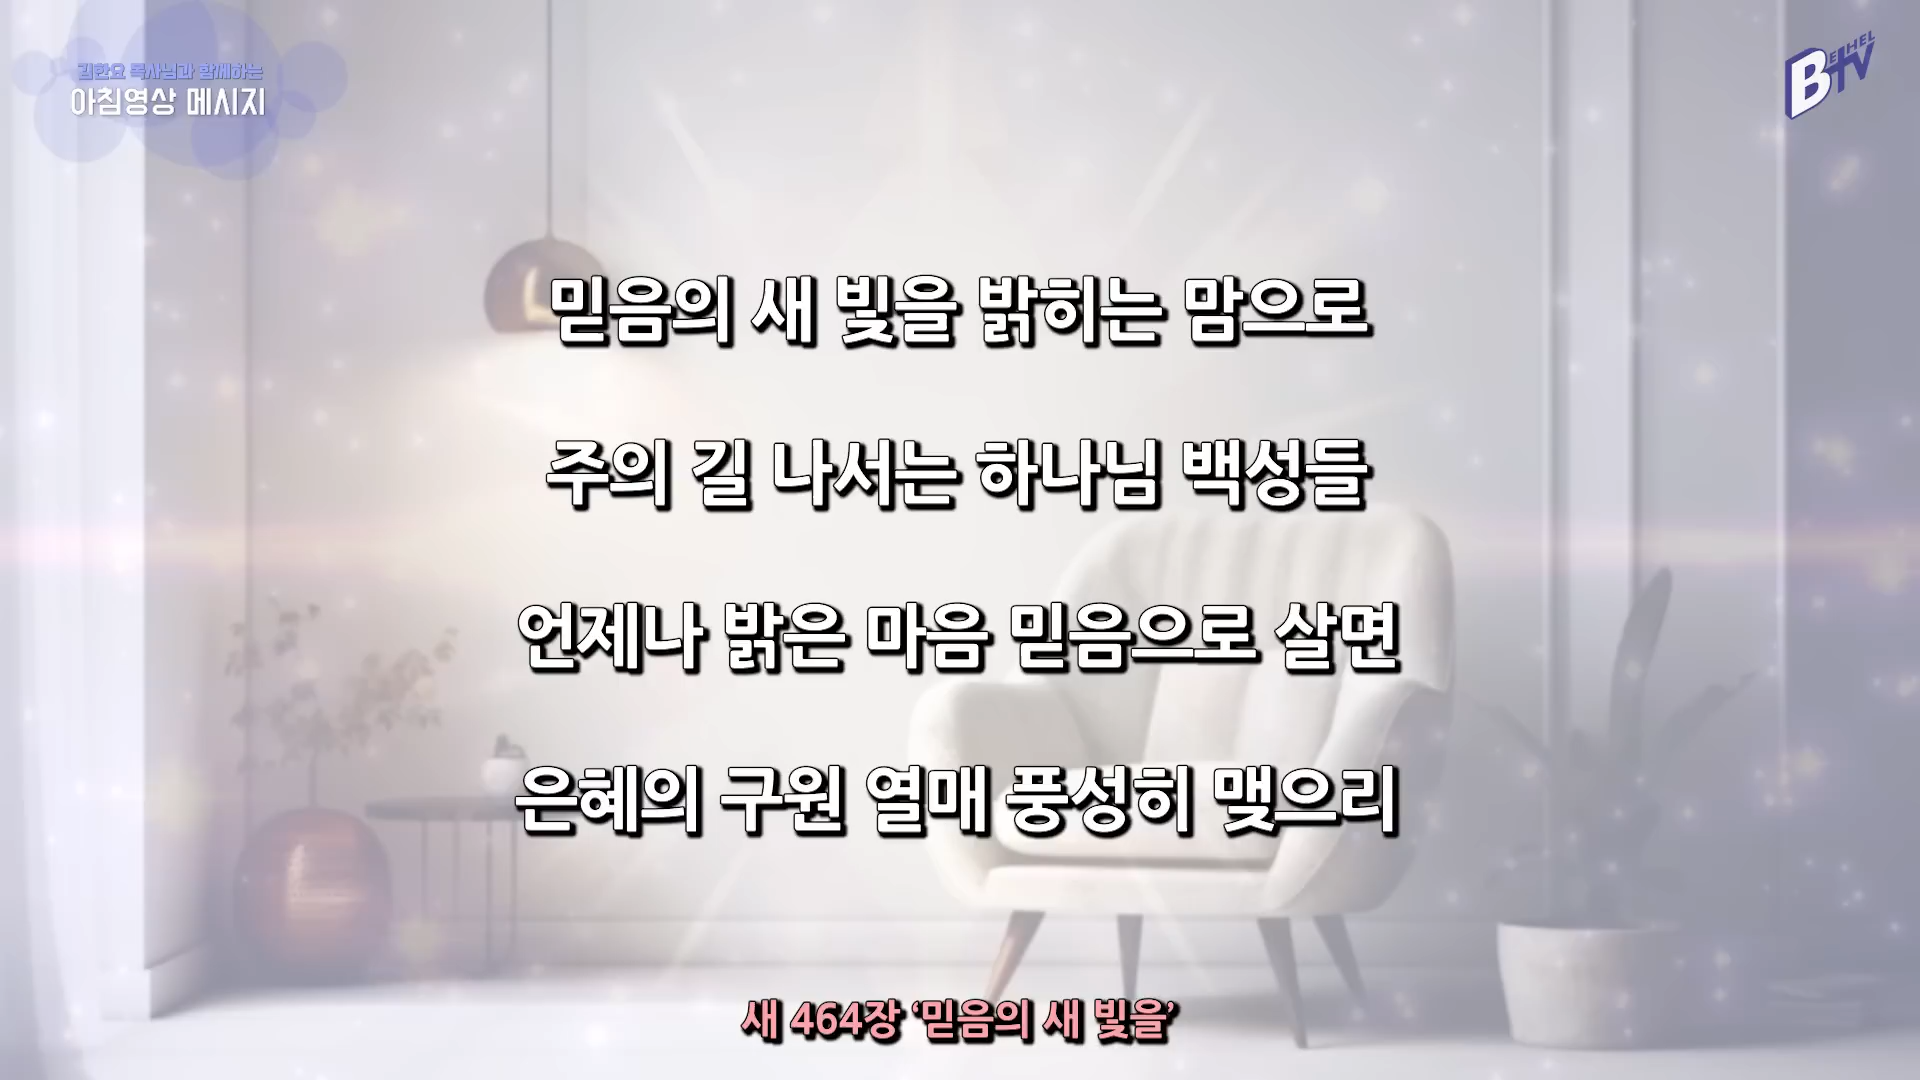 김한요 목사님과 함께하는
아침영상 메시지
BETHEL TV
믿음의 새 빛을 밝히는 맘으로
주의 길 나서는 하나님 백성들
언제나 밝은 마음 믿음으로 살면
은혜의 구원 열매 풍성히 맺으리
새 464장 ‘믿음의 새 빛을’